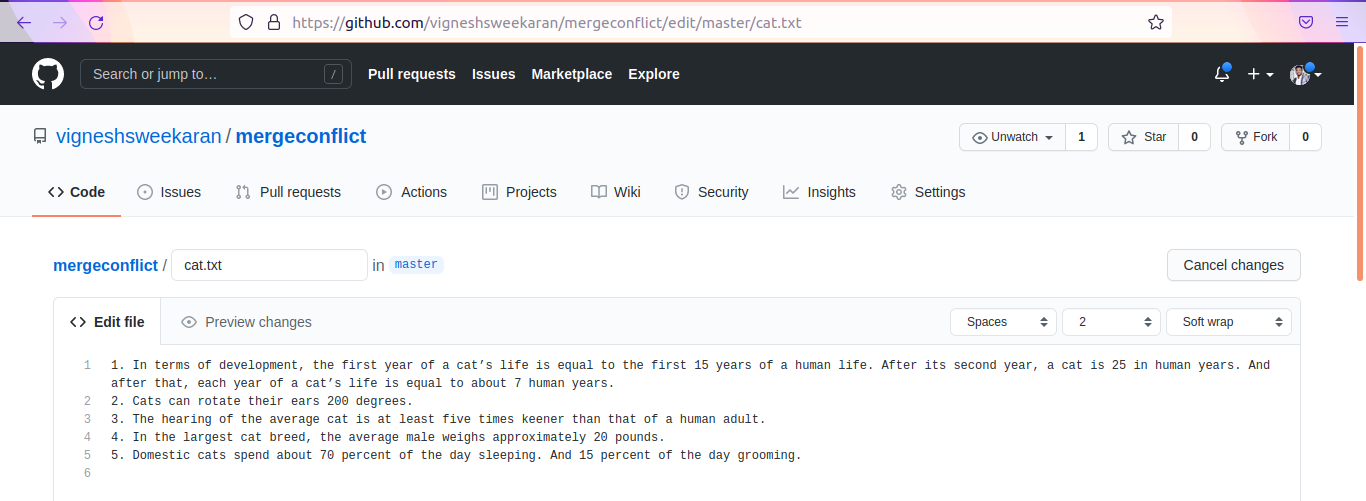 https://github.com/vigneshsweekaran/mergeconflict/edit/master/cat.txt
Search or jump to… / Pull requests Issues Marketplace Explore
vigneshsweekaran / mergeconflict Unwatch 1 Star 0 Fork 0
Code Issues Pull requests Actions Projects Wiki Security Insights Settings
mergeconflict / cat.txt in master Cancel changes
Edit file Preview changes Spaces 2 Soft wrap
1 1. In terms of development, the first year of a cat’s life is equal to the first 15 years of a human life. After its second year, a cat is 25 in human years. And
after that, each year of a cat’s life is equal to about 7 human years.
2 2. Cats can rotate their ears 200 degrees.
3 3. The hearing of the average cat is at least five times keener than that of a human adult.
4 4. In the largest cat breed, the average male weighs approximately 20 pounds.
5 5. Domestic cats spend about 70 percent of the day sleeping. And 15 percent of the day grooming.
6